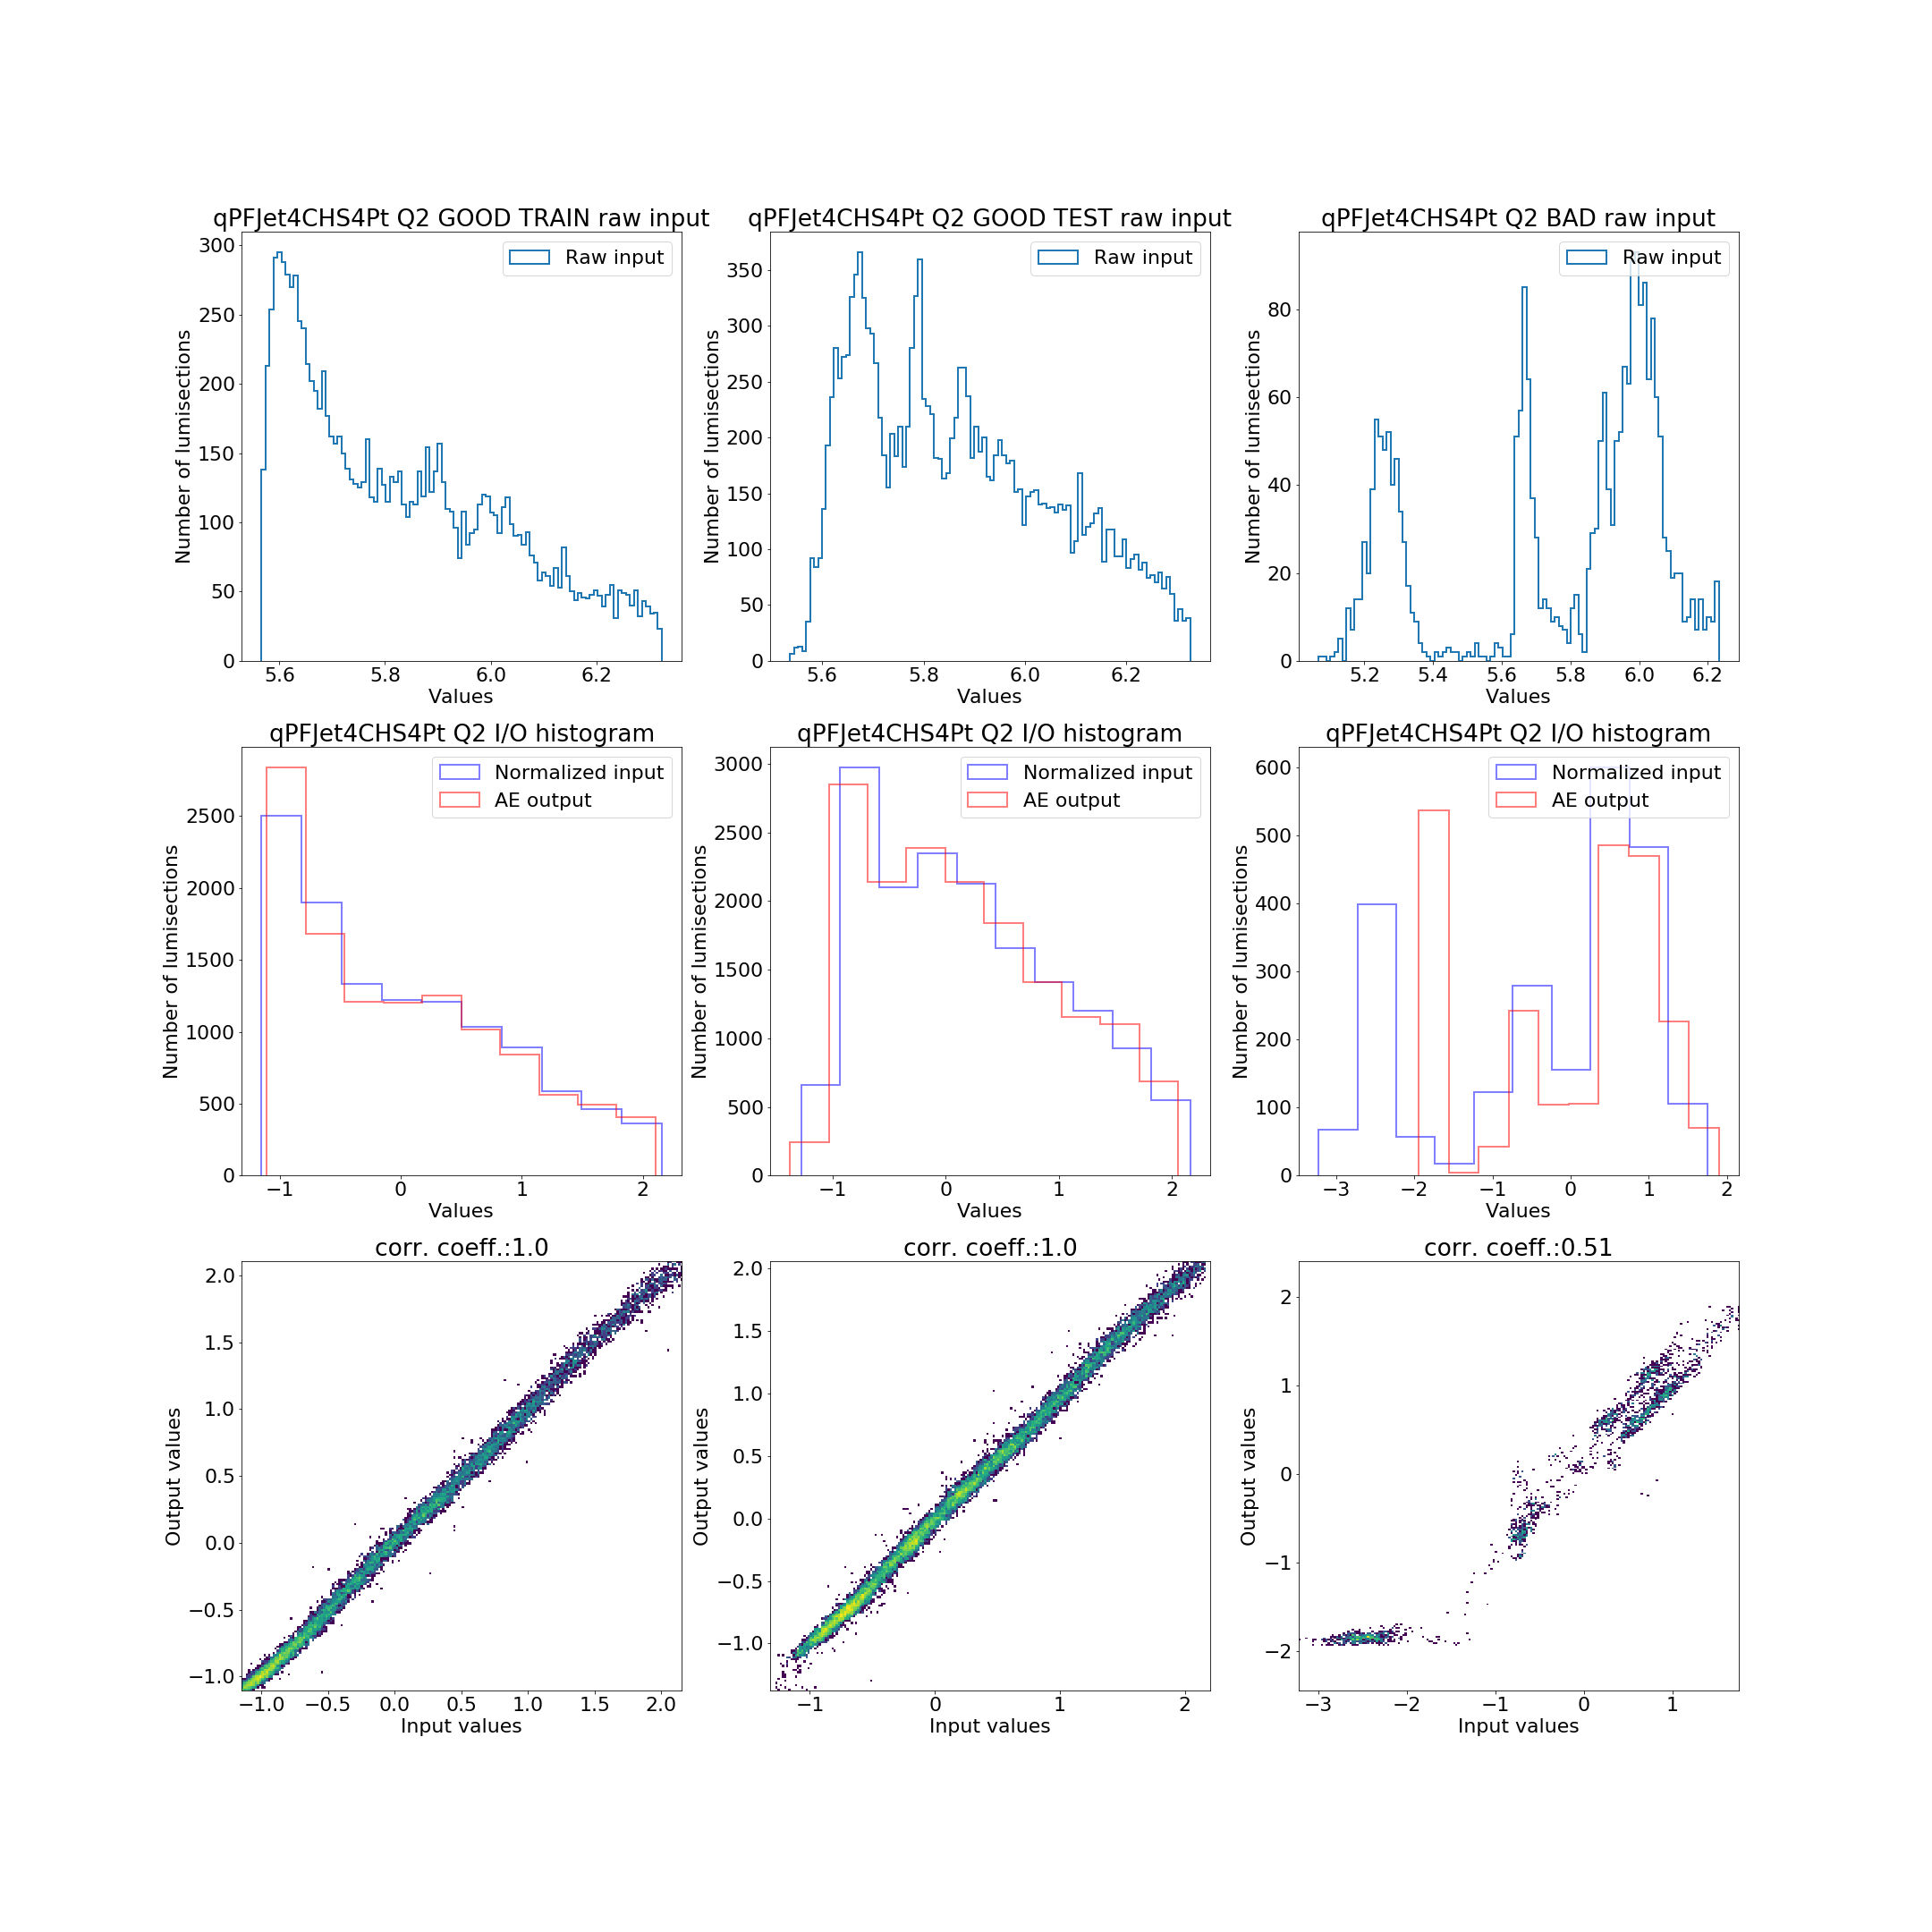 qPFJet4CHS4Pt Q2 GOOD TRAIN raw input
Raw input
Number of lumisections
300
250
200
150
100
50
0
5.6 5.8 6.0 6.2
Values
qPFJet4CHS4Pt Q2 GOOD TEST raw input
Raw input
Number of lumisections
350
300
250
200
150
100
50
0
5.6 5.8 6.0 6.2
Values
qPFJet4CHS4Pt Q2 BAD raw input
Raw input
Number of lumisections
80
60
40
20
0
5.2 5.4 5.6 5.8 6.0 6.2
Values
qPFJet4CHS4Pt Q2 I/O histogram
Normalized input
AE output
Number of lumisections
2500
2000
1500
1000
500
0
−1 0 1 2
Values
qPFJet4CHS4Pt Q2 I/O histogram
Normalized input
AE output
Number of lumisections
3000
2500
2000
1500
1000
500
0
−1 0 1 2
Values
qPFJet4CHS4Pt Q2 I/O histogram
Normalized input
AE output
Number of lumisections
600
500
400
300
200
100
0
−3 −2 −1 0 1 2
Values
corr. coeff.:1.0
Output values
2.0
1.5
1.0
0.5
0.0
−0.5
−1.0
−1.0 −0.5 0.0 0.5 1.0 1.5 2.0
Input values
corr. coeff.:1.0
Output values
2.0
1.5
1.0
0.5
0.0
−0.5
−1.0
−1 0 1 2
Input values
corr. coeff.:0.51
Output values
2
1
0
−1
−2
−3 −2 −1 0 1
Input values